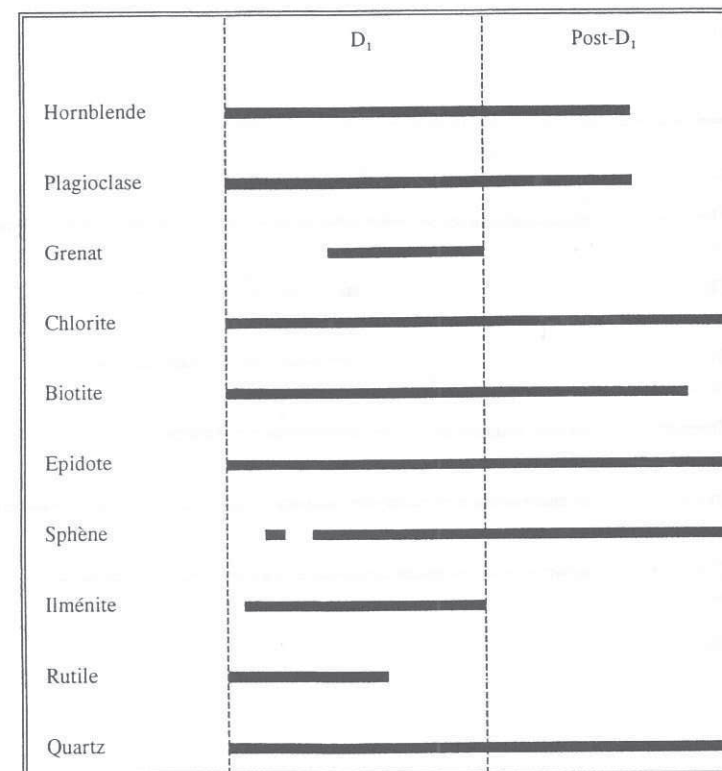 D₁ Post-D₁
Hornblende
Plagioclase
Grenat
Chlorite
Biotite
Epidote
Sphène
Ilménite
Rutile
Quartz